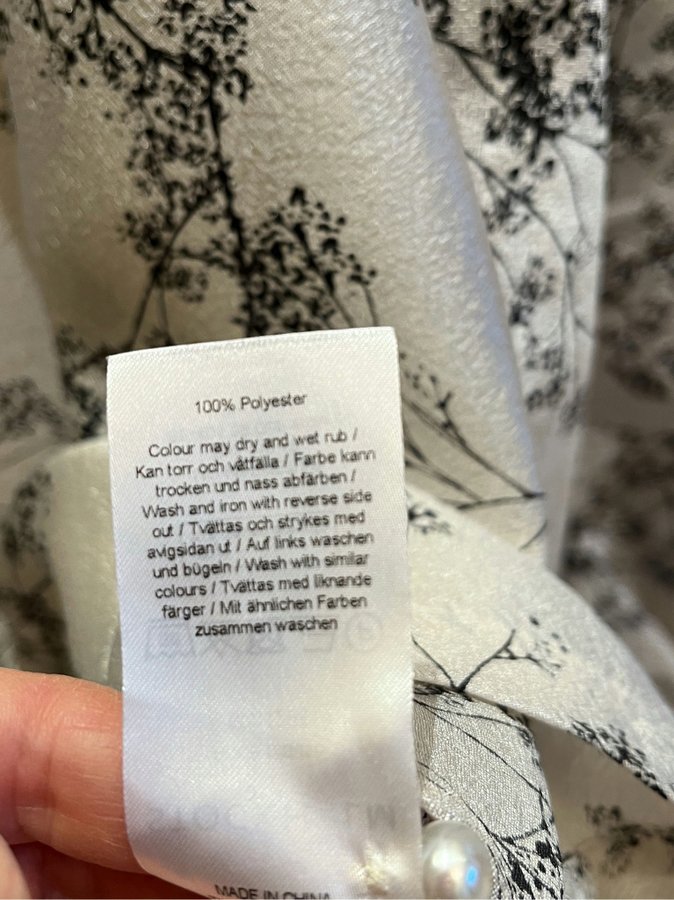 100% Polyester
Colour may dry and wet rub /
Kan torr och våtfälla / Farbe kann
trocken und nass abfärben /
Wash and iron with reverse side
out / Tvättas och strykes med
avigsidan ut / Auf links waschen
und bügeln / Wash with similar
colours / Tvättas med liknande
färger / Mit ähnlichen Farben
zusammen waschen
MADE IN CHINA